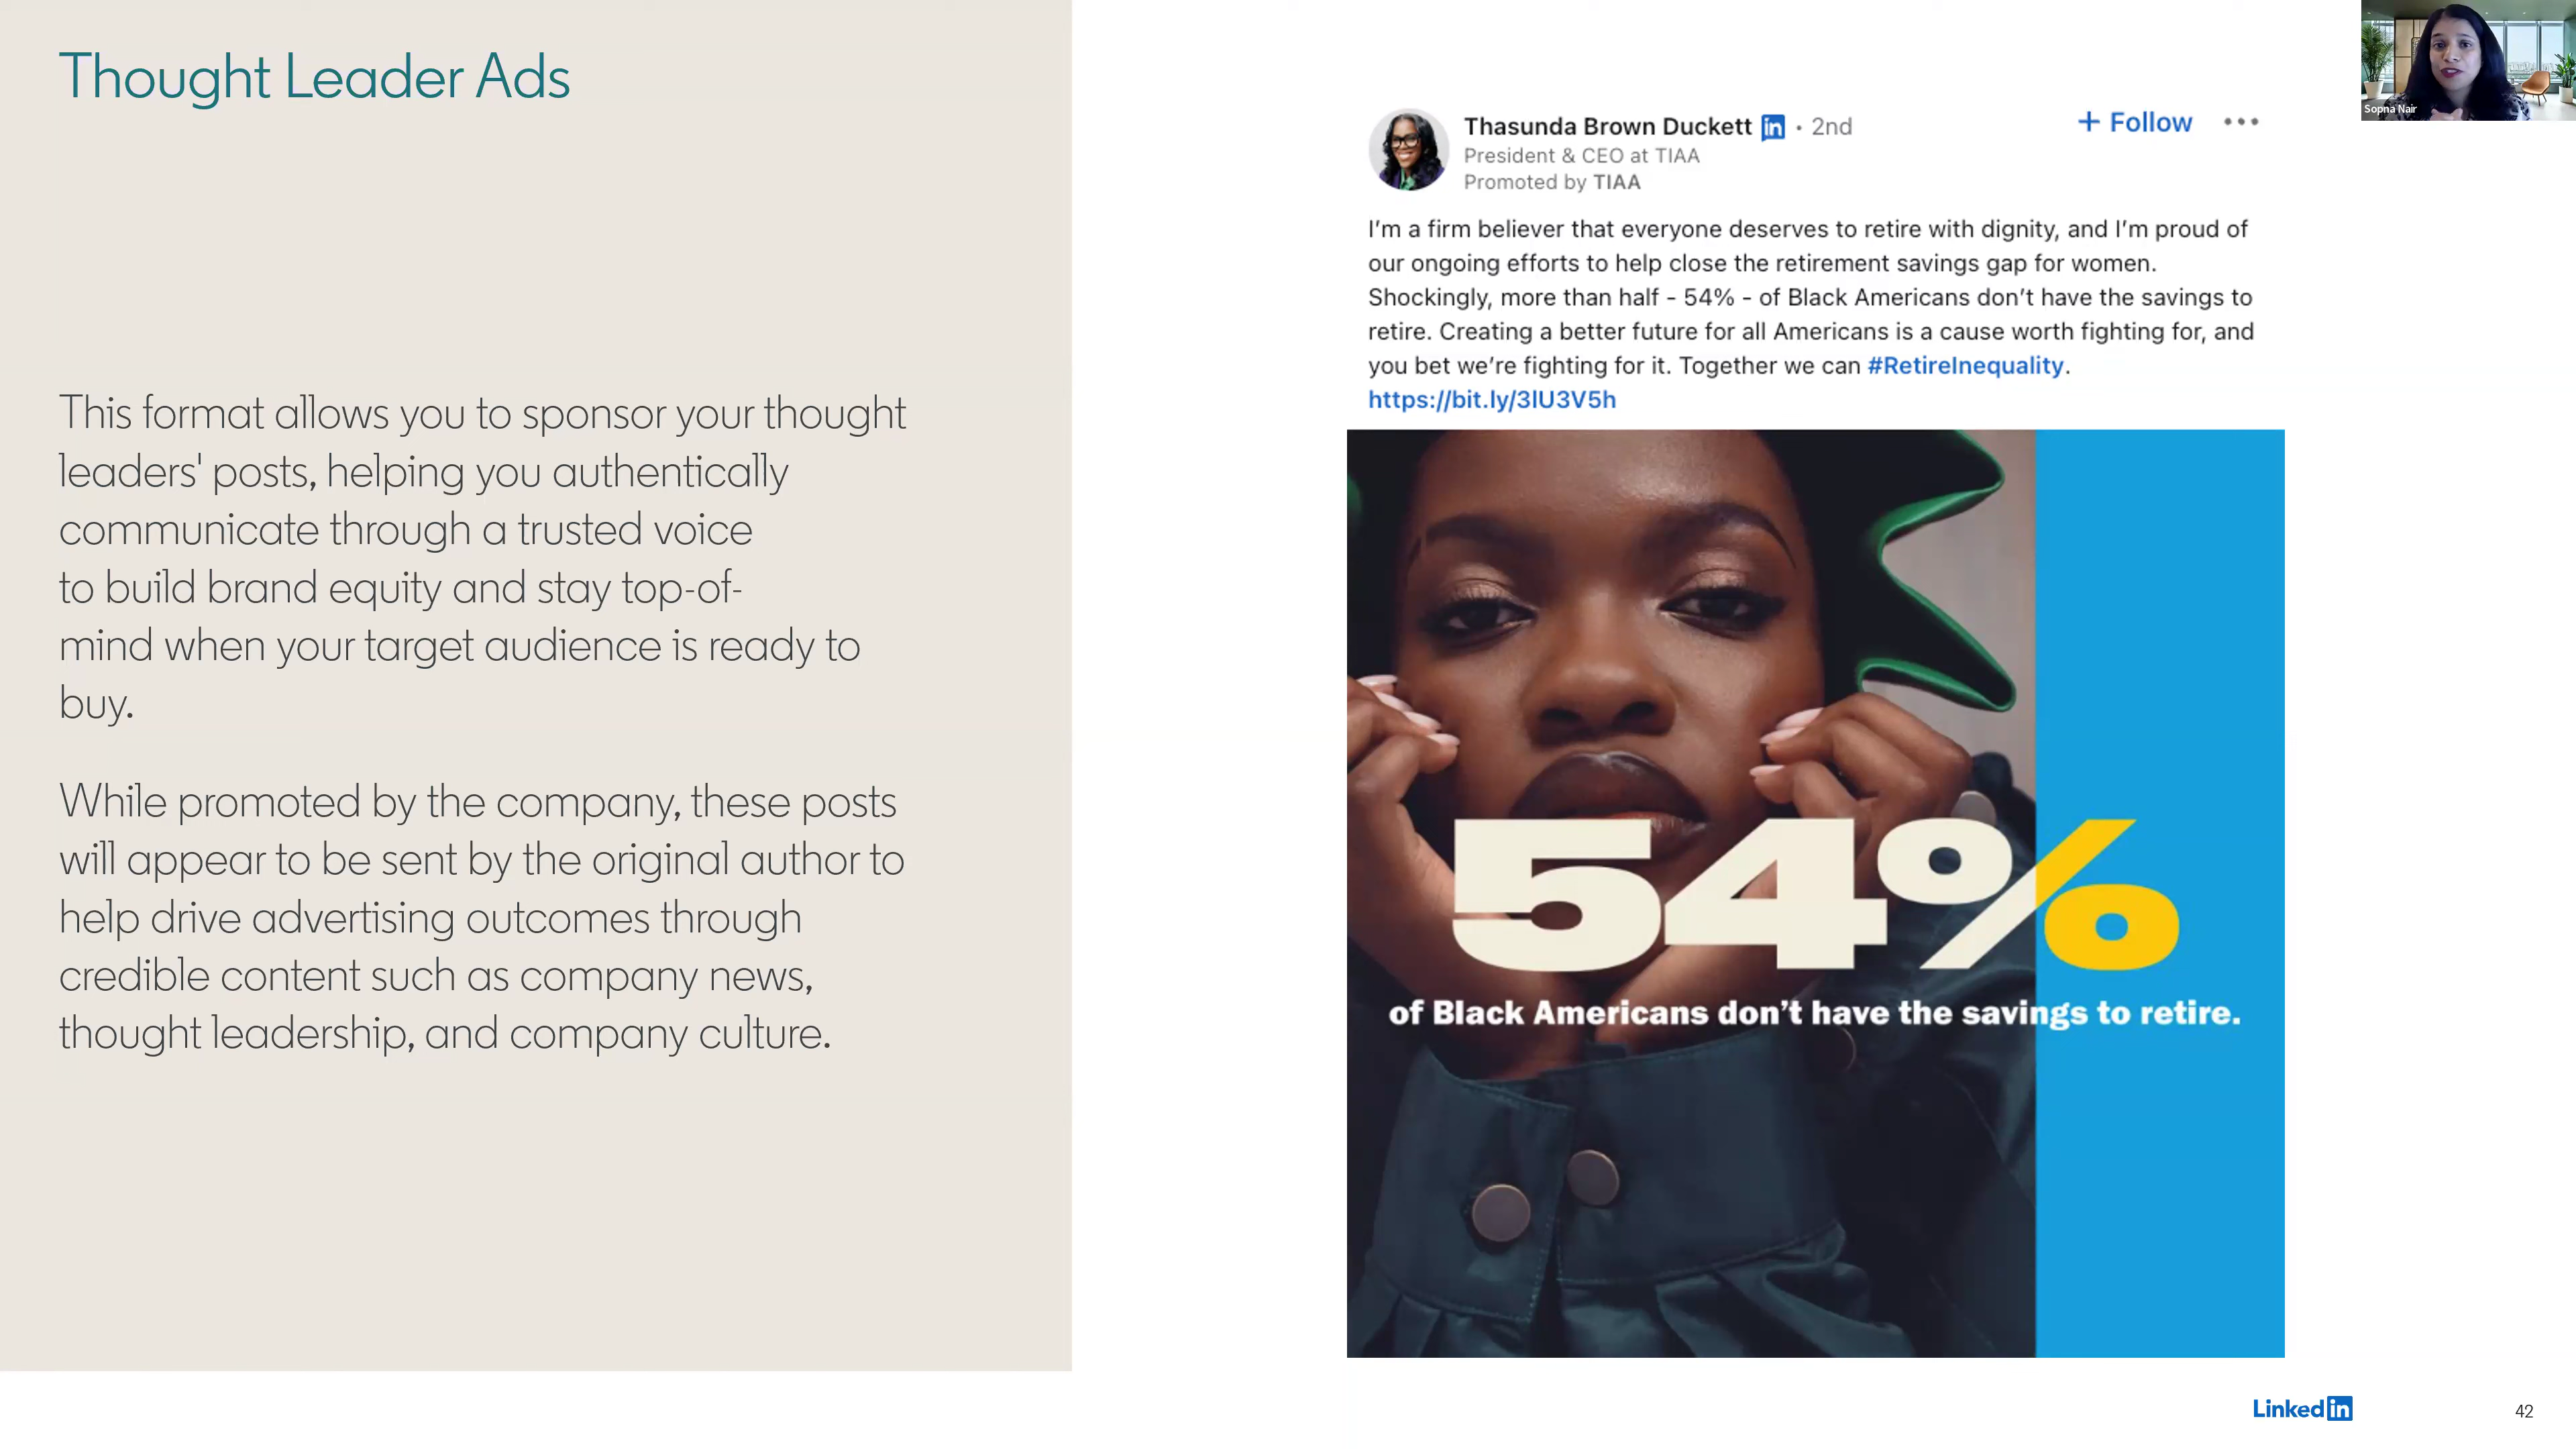 Thought Leader Ads
This format allows you to sponsor your thought
leaders' posts, helping you authentically
communicate through a trusted voice
to build brand equity and stay top-of-
mind when your target audience is ready to
buy.
While promoted by the company, these posts
will appear to be sent by the original author to
help drive advertising outcomes through
credible content such as company news,
thought leadership, and company culture.
Thasunda Brown Duckett in • 2nd
+ Follow •••
President & CEO at TIAA
Promoted by TIAA
I'm a firm believer that everyone deserves to retire with dignity, and I'm proud of
our ongoing efforts to help close the retirement savings gap for women.
Shockingly, more than half - 54% - of Black Americans don't have the savings to
retire. Creating a better future for all Americans is a cause worth fighting for, and
you bet we're fighting for it. Together we can #RetireInequality.
https://bit.ly/3lU3V5h
54%
of Black Americans don't have the savings to retire.
Sopna Nair
LinkedIn
42